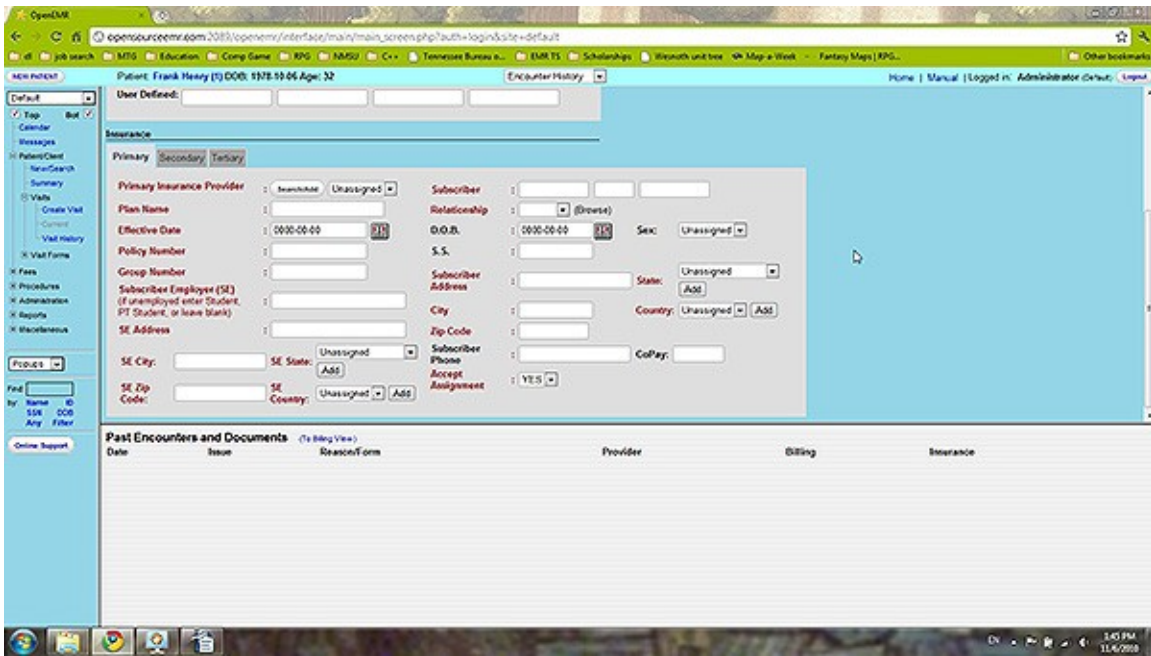 OpenEMR
opensourceemr.com:2089/openemr/interface/main/main_screen.php?auth=login&site=default
dl job search MTG Education Comp Game RPG NMSU C++ Tennessee Bureau o... EMR TS Scholarships Wesnoth unit tree Map-a-Week - Fantasy Maps | RPG... Other bookmarks
NEW PATIENT Patient: Frank Henry (1) DOB: 1978-10-06 Age: 32 Encounter History Home | Manual | Logged in: Administrator (Default) Logout
Default
Top Bot
Calendar
Messages
Patient/Client
New/Search
Summary
Visits
Create Visit
Current
Visit History
Visit Forms
Fees
Procedures
Administration
Reports
Miscellaneous
Popups
Find
by: Name ID
SSN DOB
Any Filter
Online Support
User Defined:
Insurance
Primary Secondary Tertiary
Primary Insurance Provider : Search/Add Unassigned
Plan Name :
Effective Date : 0000-00-00
Policy Number :
Group Number :
Subscriber Employer (SE)
(if unemployed enter Student,
PT Student, or leave blank) :
SE Address :
SE City: SE State: Unassigned
Add
SE Zip Code: SE Country: Unassigned Add
Subscriber :
Relationship : (Browse)
D.O.B. : 0000-00-00 Sex: Unassigned
S.S. :
Subscriber Address : State: Unassigned
Add
City : Country: Unassigned Add
Zip Code :
Subscriber Phone : CoPay:
Accept Assignment : YES
Past Encounters and Documents (To Billing View)
Date Issue Reason/Form Provider Billing Insurance
EN 1:45 PM
11/6/2010